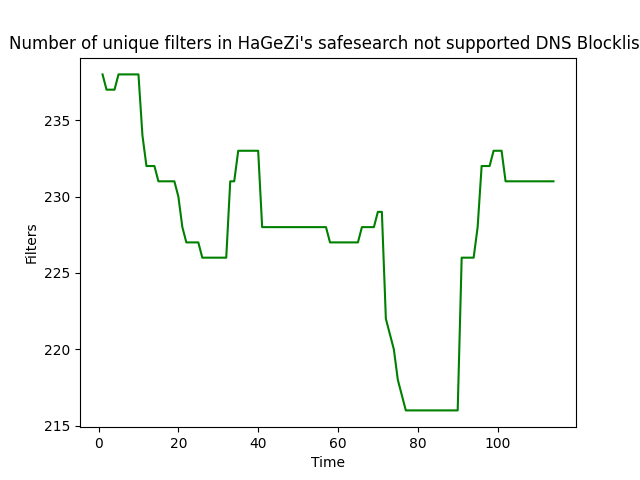 Number of unique filters in HaGeZi's safesearch not supported DNS Blocklis
235
230
225
220
215
Filters
0 20 40 60 80 100
Time